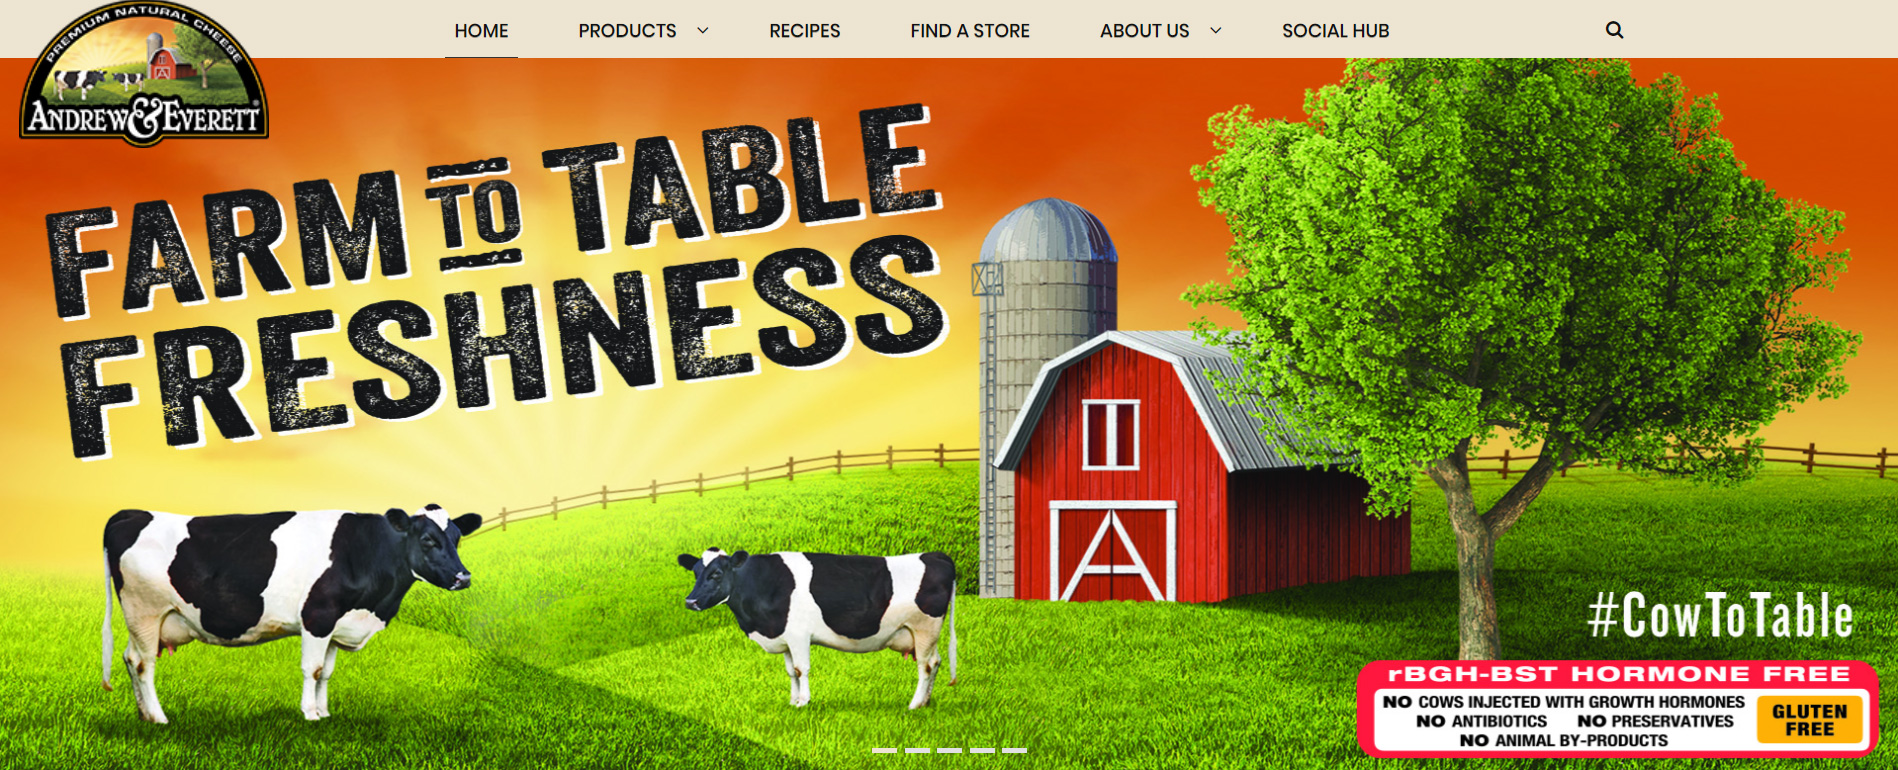 PREMIUM NATURAL CHEESE
ANDREW & EVERETT®
HOME PRODUCTS RECIPES FIND A STORE ABOUT US SOCIAL HUB
FARM TO TABLE
FRESHNESS
#CowToTable
rBGH-BST HORMONE FREE
NO COWS INJECTED WITH GROWTH HORMONES
NO ANTIBIOTICS NO PRESERVATIVES
NO ANIMAL BY-PRODUCTS
GLUTEN
FREE